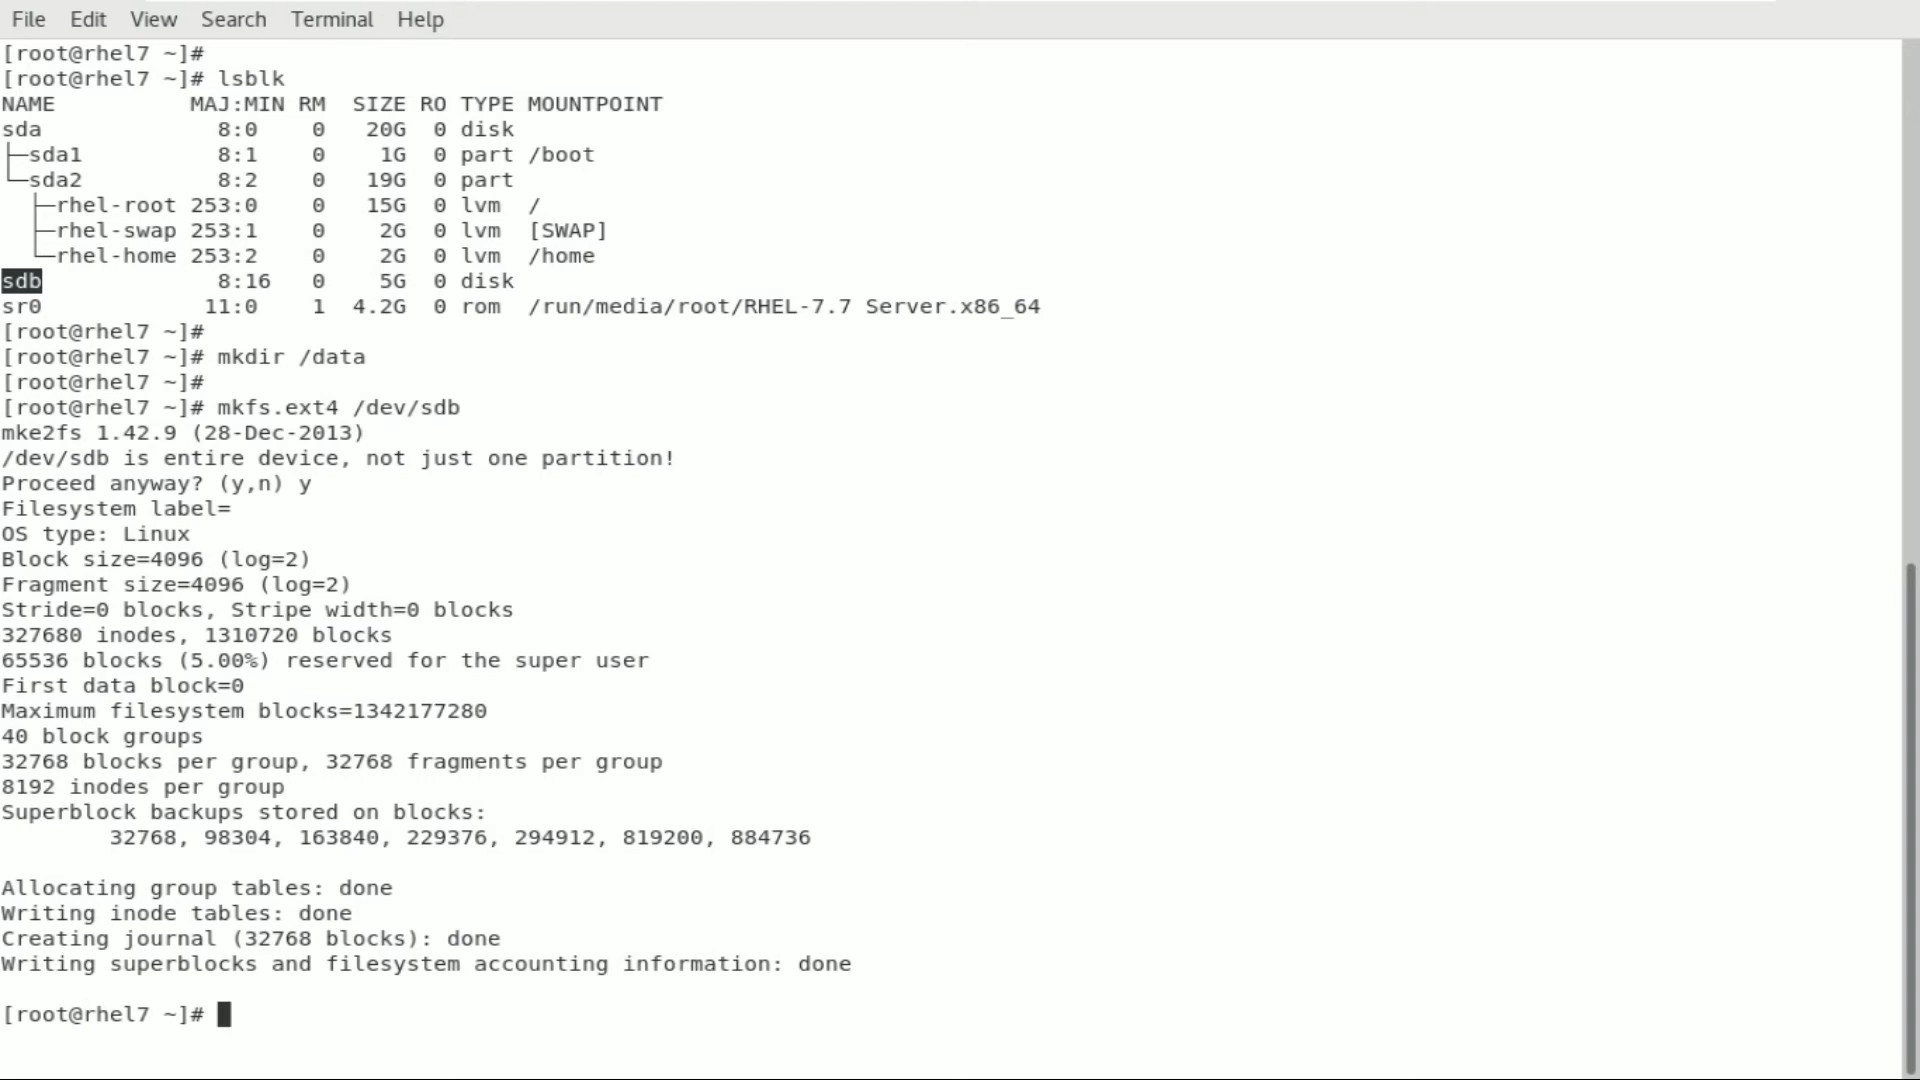 File Edit View Search Terminal Help
[root@rhel7 ~]#
[root@rhel7 ~]# lsblk
NAME          MAJ:MIN RM  SIZE RO TYPE MOUNTPOINT
sda             8:0    0   20G  0 disk
├─sda1          8:1    0    1G  0 part /boot
└─sda2          8:2    0   19G  0 part
  ├─rhel-root 253:0    0   15G  0 lvm  /
  ├─rhel-swap 253:1    0    2G  0 lvm  [SWAP]
  └─rhel-home 253:2    0    2G  0 lvm  /home
sdb             8:16   0    5G  0 disk
sr0            11:0    1  4.2G  0 rom  /run/media/root/RHEL-7.7 Server.x86_64
[root@rhel7 ~]#
[root@rhel7 ~]# mkdir /data
[root@rhel7 ~]#
[root@rhel7 ~]# mkfs.ext4 /dev/sdb
mke2fs 1.42.9 (28-Dec-2013)
/dev/sdb is entire device, not just one partition!
Proceed anyway? (y,n) y
Filesystem label=
OS type: Linux
Block size=4096 (log=2)
Fragment size=4096 (log=2)
Stride=0 blocks, Stripe width=0 blocks
327680 inodes, 1310720 blocks
65536 blocks (5.00%) reserved for the super user
First data block=0
Maximum filesystem blocks=1342177280
40 block groups
32768 blocks per group, 32768 fragments per group
8192 inodes per group
Superblock backups stored on blocks:
        32768, 98304, 163840, 229376, 294912, 819200, 884736
Allocating group tables: done
Writing inode tables: done
Creating journal (32768 blocks): done
Writing superblocks and filesystem accounting information: done
[root@rhel7 ~]#